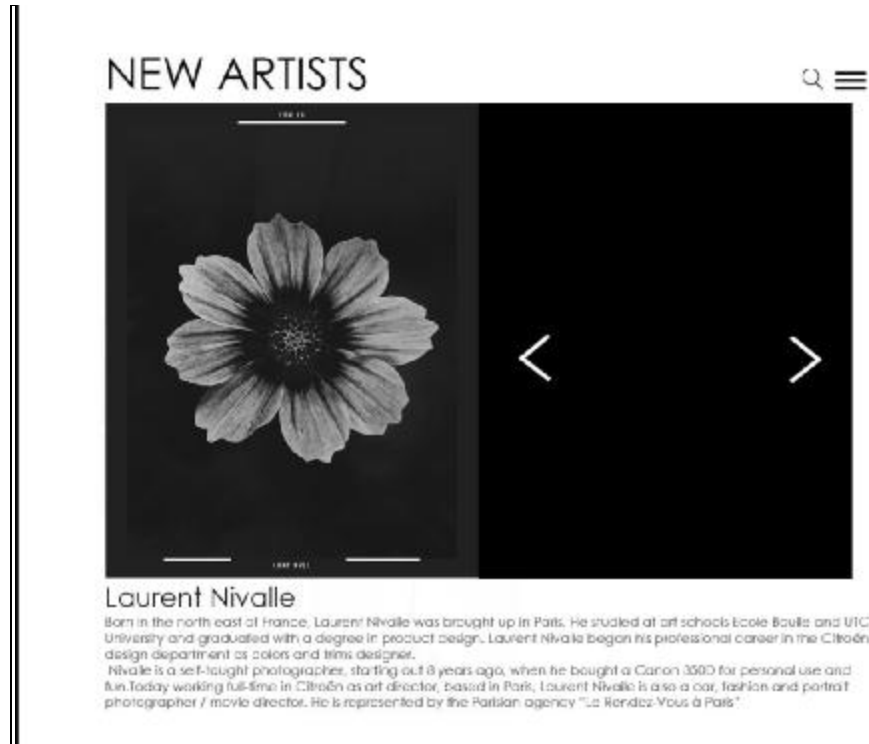 NEW ARTISTS
Laurent Nivalle
Born in the north east of France, Laurent Nivalle was brought up in Paris. He studied at art schools Ecole Boulle and UTC
University and graduated with a degree in product design. Laurent Nivalle began his professional career in the Citroën
design department as colors and trims designer.
Nivalle is a self-taught photographer, starting out 8 years ago, when he bought a Canon 350D for personal use and
fun.Today working full-time in Citroën as art director, based in Paris, Laurent Nivalle is also a car, fashion and portrait
photographer / movie director. He is represented by the Parisian agency "Le Rendez-Vous à Paris"